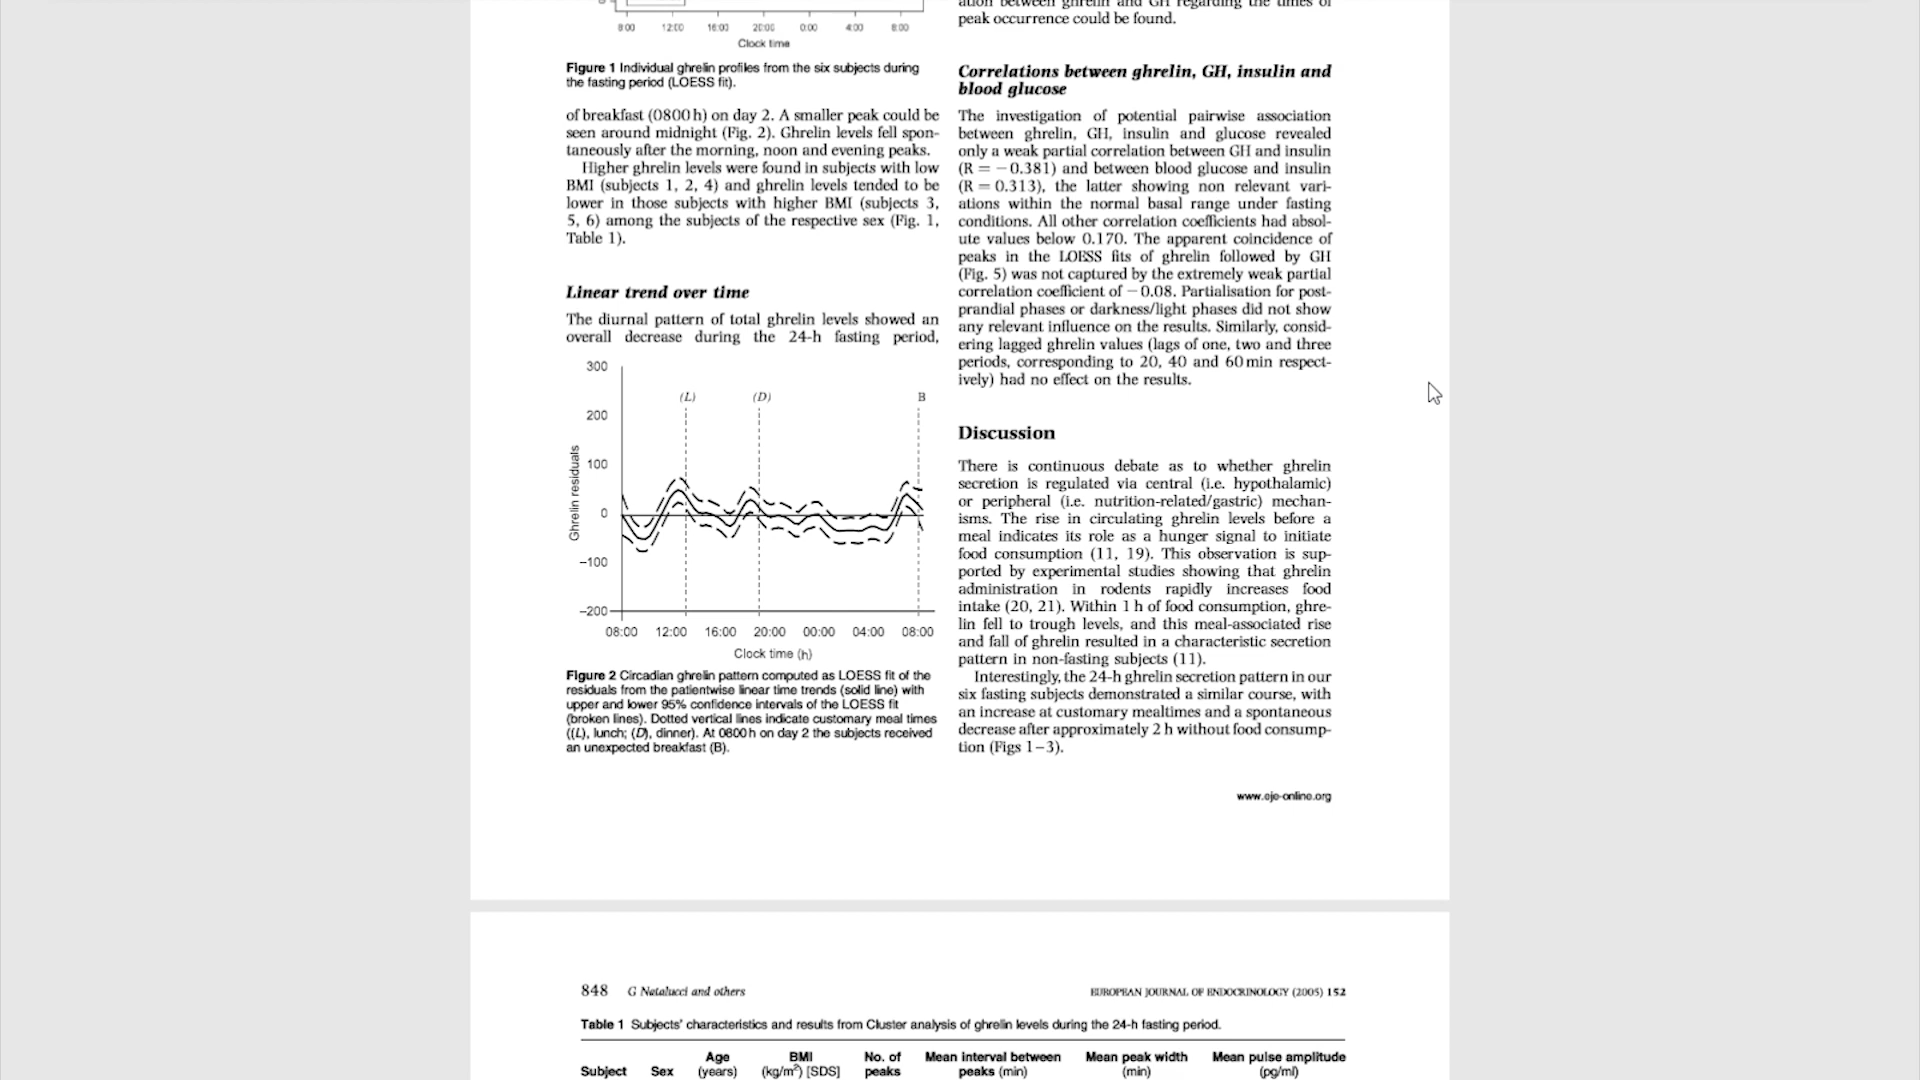 8:00 12:00 16:00 20:00 0:00 4:00 8:00
Clock time
Figure 1 Individual ghrelin profiles from the six subjects during
the fasting period (LOESS fit).
of breakfast (0800 h) on day 2. A smaller peak could be
seen around midnight (Fig. 2). Ghrelin levels fell spon-
taneously after the morning, noon and evening peaks.
Higher ghrelin levels were found in subjects with low
BMI (subjects 1, 2, 4) and ghrelin levels tended to be
lower in those subjects with higher BMI (subjects 3,
5, 6) among the subjects of the respective sex (Fig. 1,
Table 1).
Linear trend over time
The diurnal pattern of total ghrelin levels showed an
overall decrease during the 24-h fasting period,
300
200
100
0
−100
−200
Ghrelin residuals
(L) (D) B
08:00 12:00 16:00 20:00 00:00 04:00 08:00
Clock time (h)
Figure 2 Circadian ghrelin pattern computed as LOESS fit of the
residuals from the patientwise linear time trends (solid line) with
upper and lower 95% confidence intervals of the LOESS fit
(broken lines). Dotted vertical lines indicate customary meal times
((L), lunch; (D), dinner). At 0800 h on day 2 the subjects received
an unexpected breakfast (B).
ation between ghrelin and GH regarding the times of
peak occurrence could be found.
Correlations between ghrelin, GH, insulin and
blood glucose
The investigation of potential pairwise association
between ghrelin, GH, insulin and glucose revealed
only a weak partial correlation between GH and insulin
(R = −0.381) and between blood glucose and insulin
(R = 0.313), the latter showing non relevant vari-
ations within the normal basal range under fasting
conditions. All other correlation coefficients had absol-
ute values below 0.170. The apparent coincidence of
peaks in the LOESS fits of ghrelin followed by GH
(Fig. 5) was not captured by the extremely weak partial
correlation coefficient of −0.08. Partialisation for post-
prandial phases or darkness/light phases did not show
any relevant influence on the results. Similarly, consid-
ering lagged ghrelin values (lags of one, two and three
periods, corresponding to 20, 40 and 60 min respect-
ively) had no effect on the results.
Discussion
There is continuous debate as to whether ghrelin
secretion is regulated via central (i.e. hypothalamic)
or peripheral (i.e. nutrition-related/gastric) mechan-
isms. The rise in circulating ghrelin levels before a
meal indicates its role as a hunger signal to initiate
food consumption (11, 19). This observation is sup-
ported by experimental studies showing that ghrelin
administration in rodents rapidly increases food
intake (20, 21). Within 1 h of food consumption, ghre-
lin fell to trough levels, and this meal-associated rise
and fall of ghrelin resulted in a characteristic secretion
pattern in non-fasting subjects (11).
Interestingly, the 24-h ghrelin secretion pattern in our
six fasting subjects demonstrated a similar course, with
an increase at customary mealtimes and a spontaneous
decrease after approximately 2 h without food consump-
tion (Figs 1–3).
www.eje-online.org
848 G Natalucci and others
EUROPEAN JOURNAL OF ENDOCRINOLOGY (2005) 152
Table 1 Subjects' characteristics and results from Cluster analysis of ghrelin levels during the 24-h fasting period.
Age BMI No. of Mean interval between Mean peak width Mean pulse amplitude
Subject Sex (years) (kg/m²) [SDS] peaks peaks (min) (min) (pg/ml)